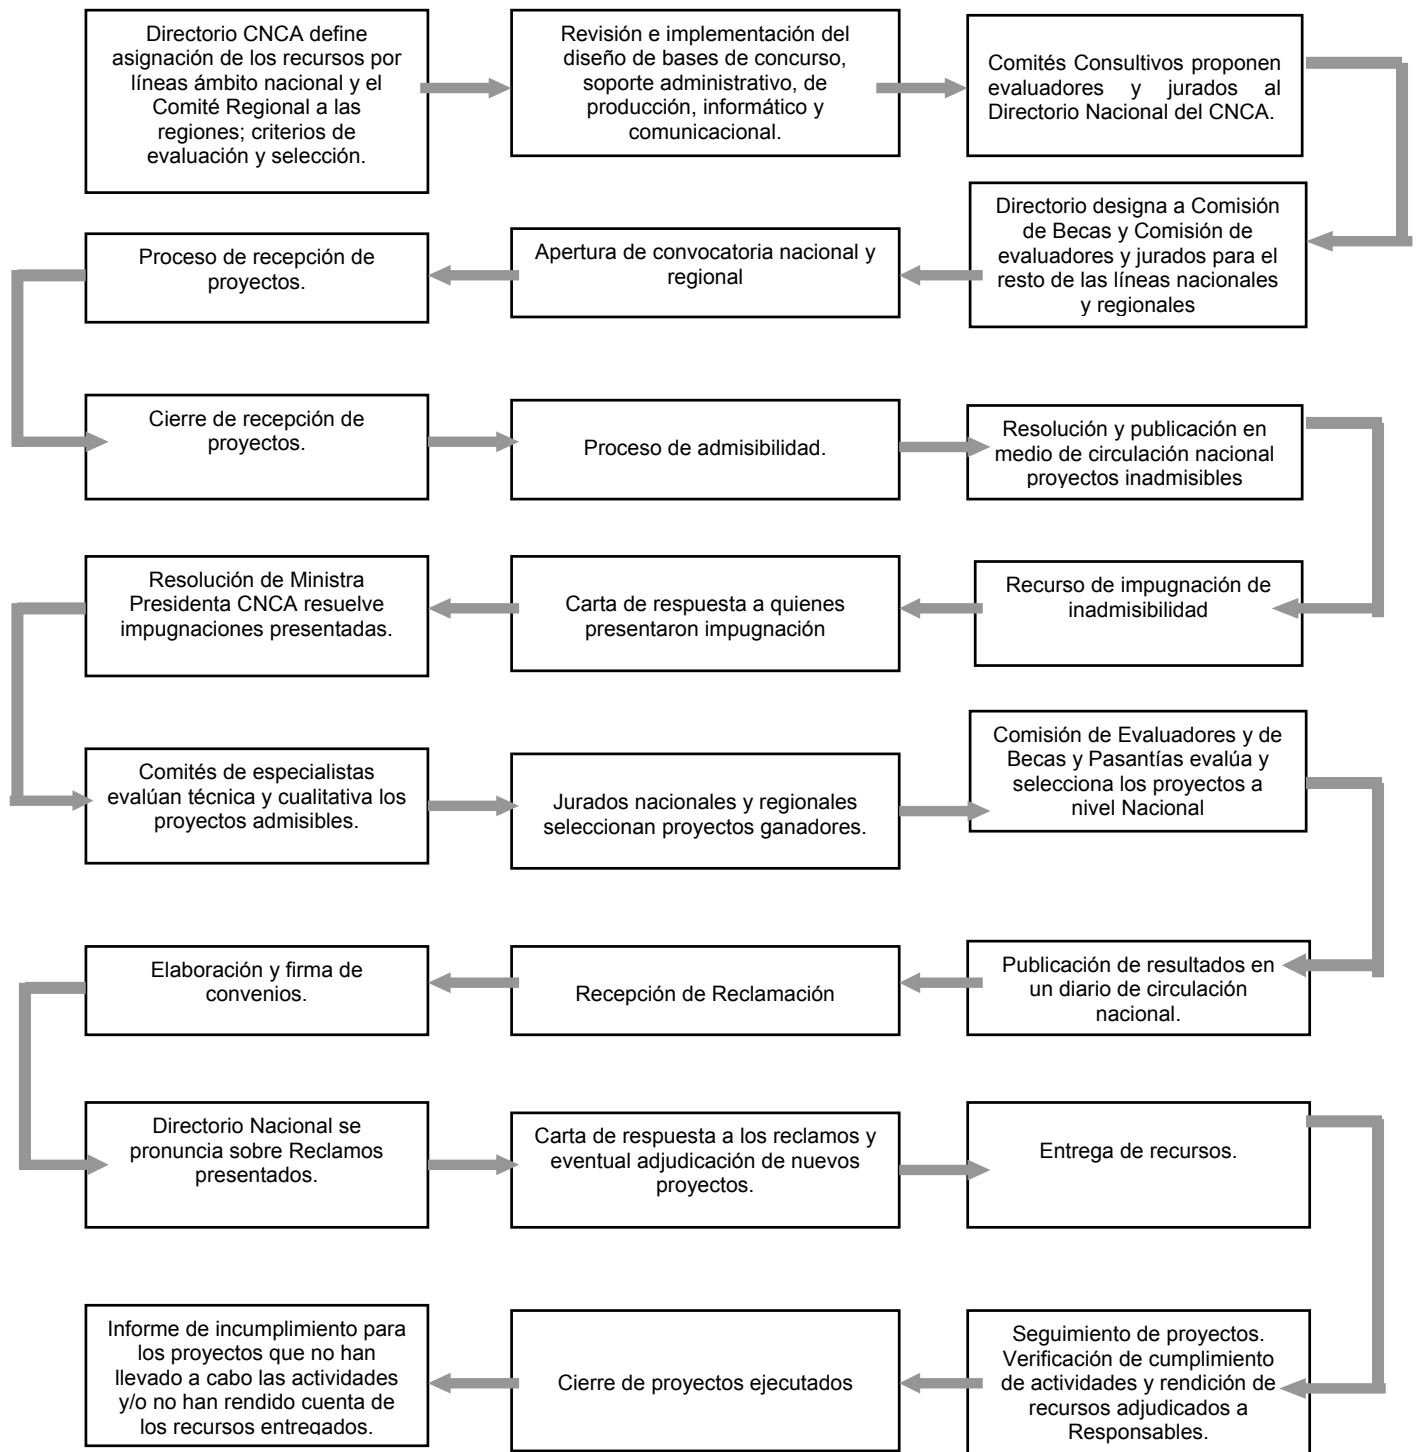 Directorio CNCA define
asignación de los recursos por
líneas ámbito nacional y el
Comité Regional a las
regiones; criterios de
evaluación y selección.
Revisión e implementación del
diseño de bases de concurso,
soporte administrativo, de
producción, informático y
comunicacional.
Comités Consultivos proponen
evaluadores y jurados al
Directorio Nacional del CNCA.
Directorio designa a Comisión
de Becas y Comisión de
evaluadores y jurados para el
resto de las líneas nacionales
y regionales
Apertura de convocatoria nacional y
regional
Proceso de recepción de
proyectos.
Cierre de recepción de
proyectos.
Proceso de admisibilidad.
Resolución y publicación en
medio de circulación nacional
proyectos inadmisibles
Recurso de impugnación de
inadmisibilidad
Carta de respuesta a quienes
presentaron impugnación
Resolución de Ministra
Presidenta CNCA resuelve
impugnaciones presentadas.
Comités de especialistas
evalúan técnica y cualitativa los
proyectos admisibles.
Jurados nacionales y regionales
seleccionan proyectos ganadores.
Comisión de Evaluadores y de
Becas y Pasantías evalúa y
selecciona los proyectos a
nivel Nacional
Publicación de resultados en
un diario de circulación
nacional.
Recepción de Reclamación
Elaboración y firma de
convenios.
Directorio Nacional se
pronuncia sobre Reclamos
presentados.
Carta de respuesta a los reclamos y
eventual adjudicación de nuevos
proyectos.
Entrega de recursos.
Seguimiento de proyectos.
Verificación de cumplimiento
de actividades y rendición de
recursos adjudicados a
Responsables.
Cierre de proyectos ejecutados
Informe de incumplimiento para
los proyectos que no han
llevado a cabo las actividades
y/o no han rendido cuenta de
los recursos entregados.